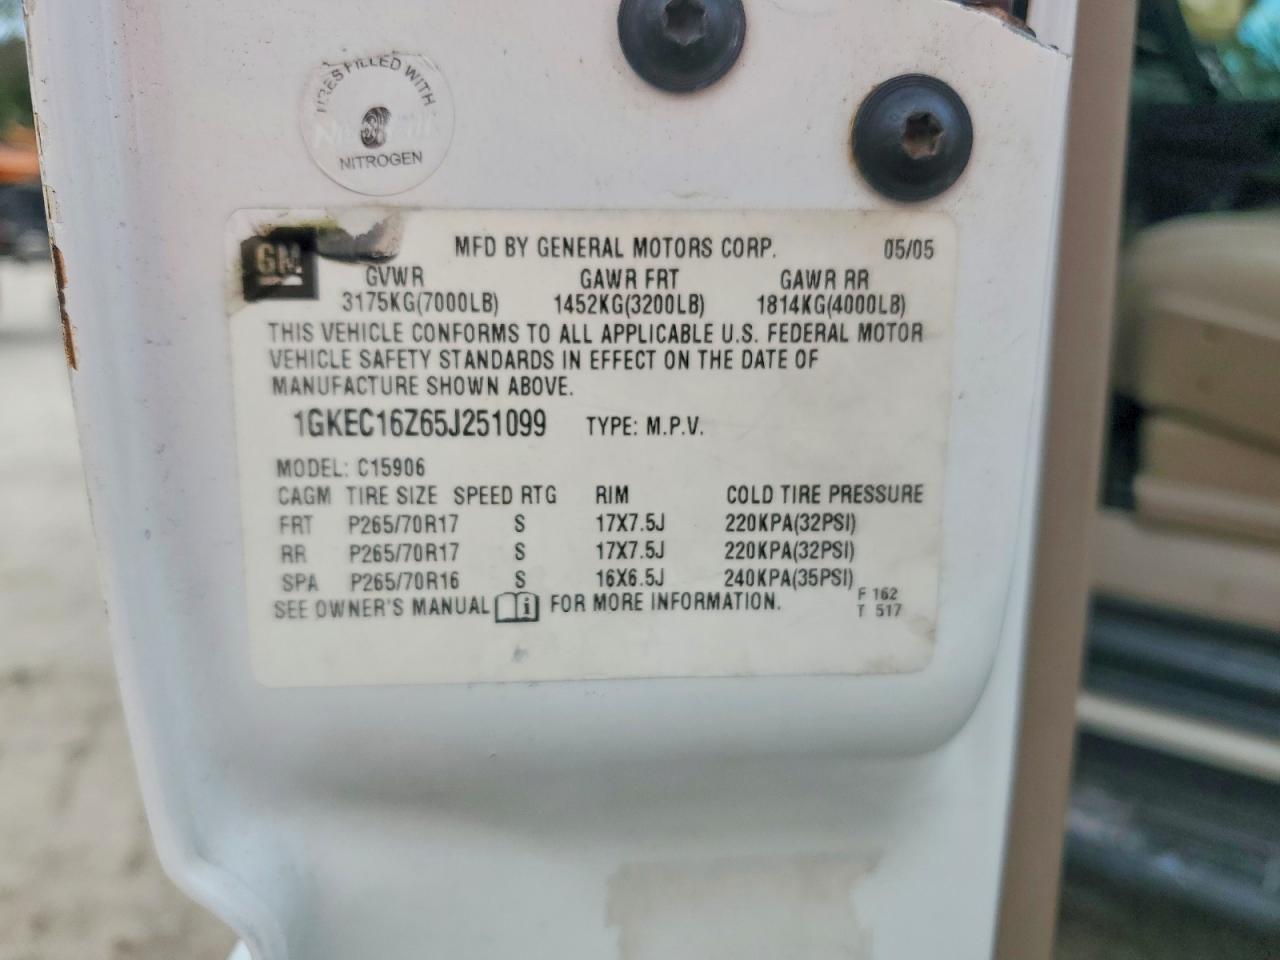 TIRES FILLED WITH
NITROGEN
GM
MFD BY GENERAL MOTORS CORP. 05/05
GVWR GAWR FRT GAWR RR
3175KG(7000LB) 1452KG(3200LB) 1814KG(4000LB)
THIS VEHICLE CONFORMS TO ALL APPLICABLE U.S. FEDERAL MOTOR
VEHICLE SAFETY STANDARDS IN EFFECT ON THE DATE OF
MANUFACTURE SHOWN ABOVE.
1GKEC16Z65J251099 TYPE: M.P.V.
MODEL: C15906
CAGM TIRE SIZE SPEED RTG RIM COLD TIRE PRESSURE
FRT P265/70R17 S 17X7.5J 220KPA(32PSI)
RR P265/70R17 S 17X7.5J 220KPA(32PSI)
SPA P265/70R16 S 16X6.5J 240KPA(35PSI)
SEE OWNER'S MANUAL i FOR MORE INFORMATION.
F 162
T 517